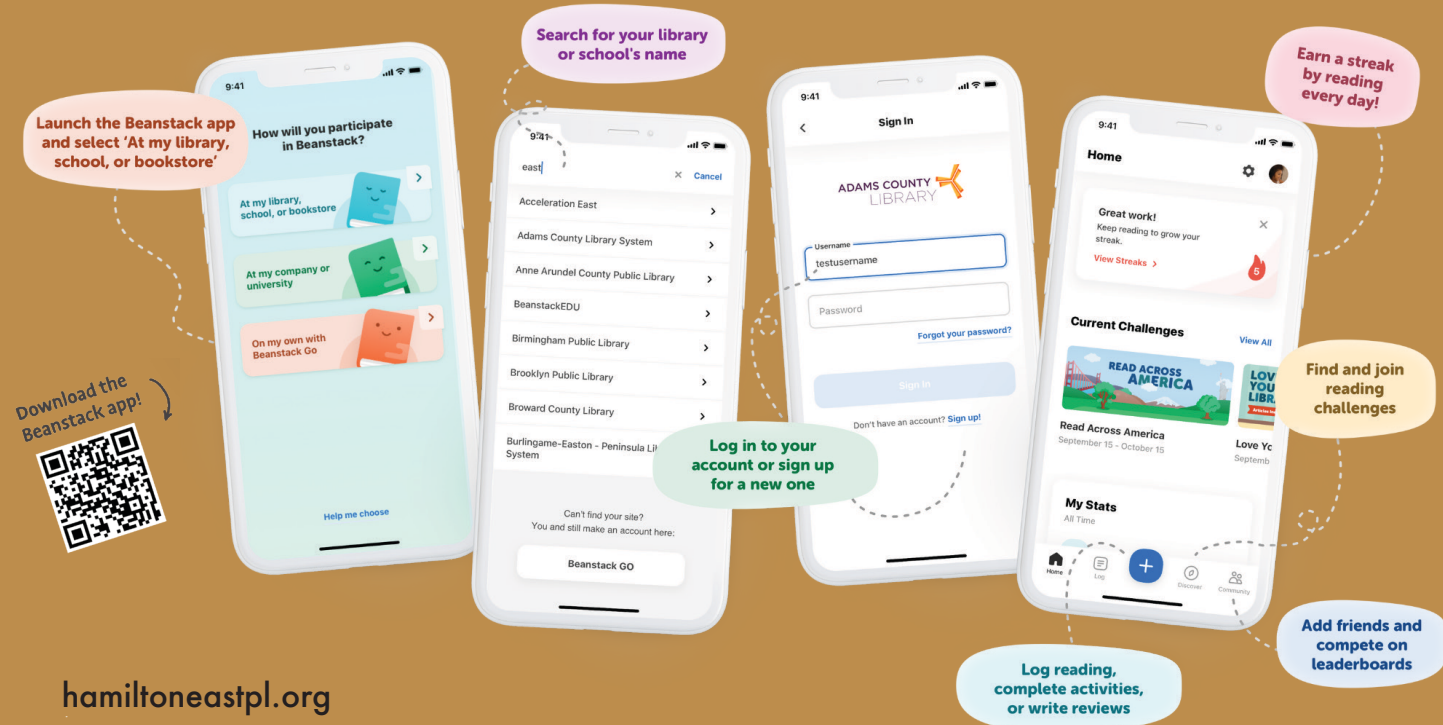 Launch the Beanstack app
and select ‘At my library,
school, or bookstore’
Download the
Beanstack app!
9:41
How will you participate
in Beanstack?
At my library,
school, or bookstore
At my company or
university
On my own with
Beanstack Go
Help me choose
Search for your library
or school's name
9:41
east
Cancel
Acceleration East
Adams County Library System
Anne Arundel County Public Library
BeanstackEDU
Birmingham Public Library
Brooklyn Public Library
Broward County Library
Burlingame-Easton - Peninsula Li
System
Can't find your site?
You and still make an account here:
Beanstack GO
Log in to your
account or sign up
for a new one
9:41
Sign In
ADAMS COUNTY
LIBRARY
Username
testusername
Password
Forgot your password?
Sign In
Don't have an account? Sign up!
Earn a streak
by reading
every day!
9:41
Home
Great work!
Keep reading to grow your
streak.
View Streaks
5
Current Challenges
View All
READ ACROSS
AMERICA
LOV
YOU
LIBR
Read Across America
September 15 - October 15
Love Yo
Septemb
My Stats
All Time
Home
Log
Discover
Community
Find and join
reading
challenges
Add friends and
compete on
leaderboards
Log reading,
complete activities,
or write reviews
hamiltoneastpl.org